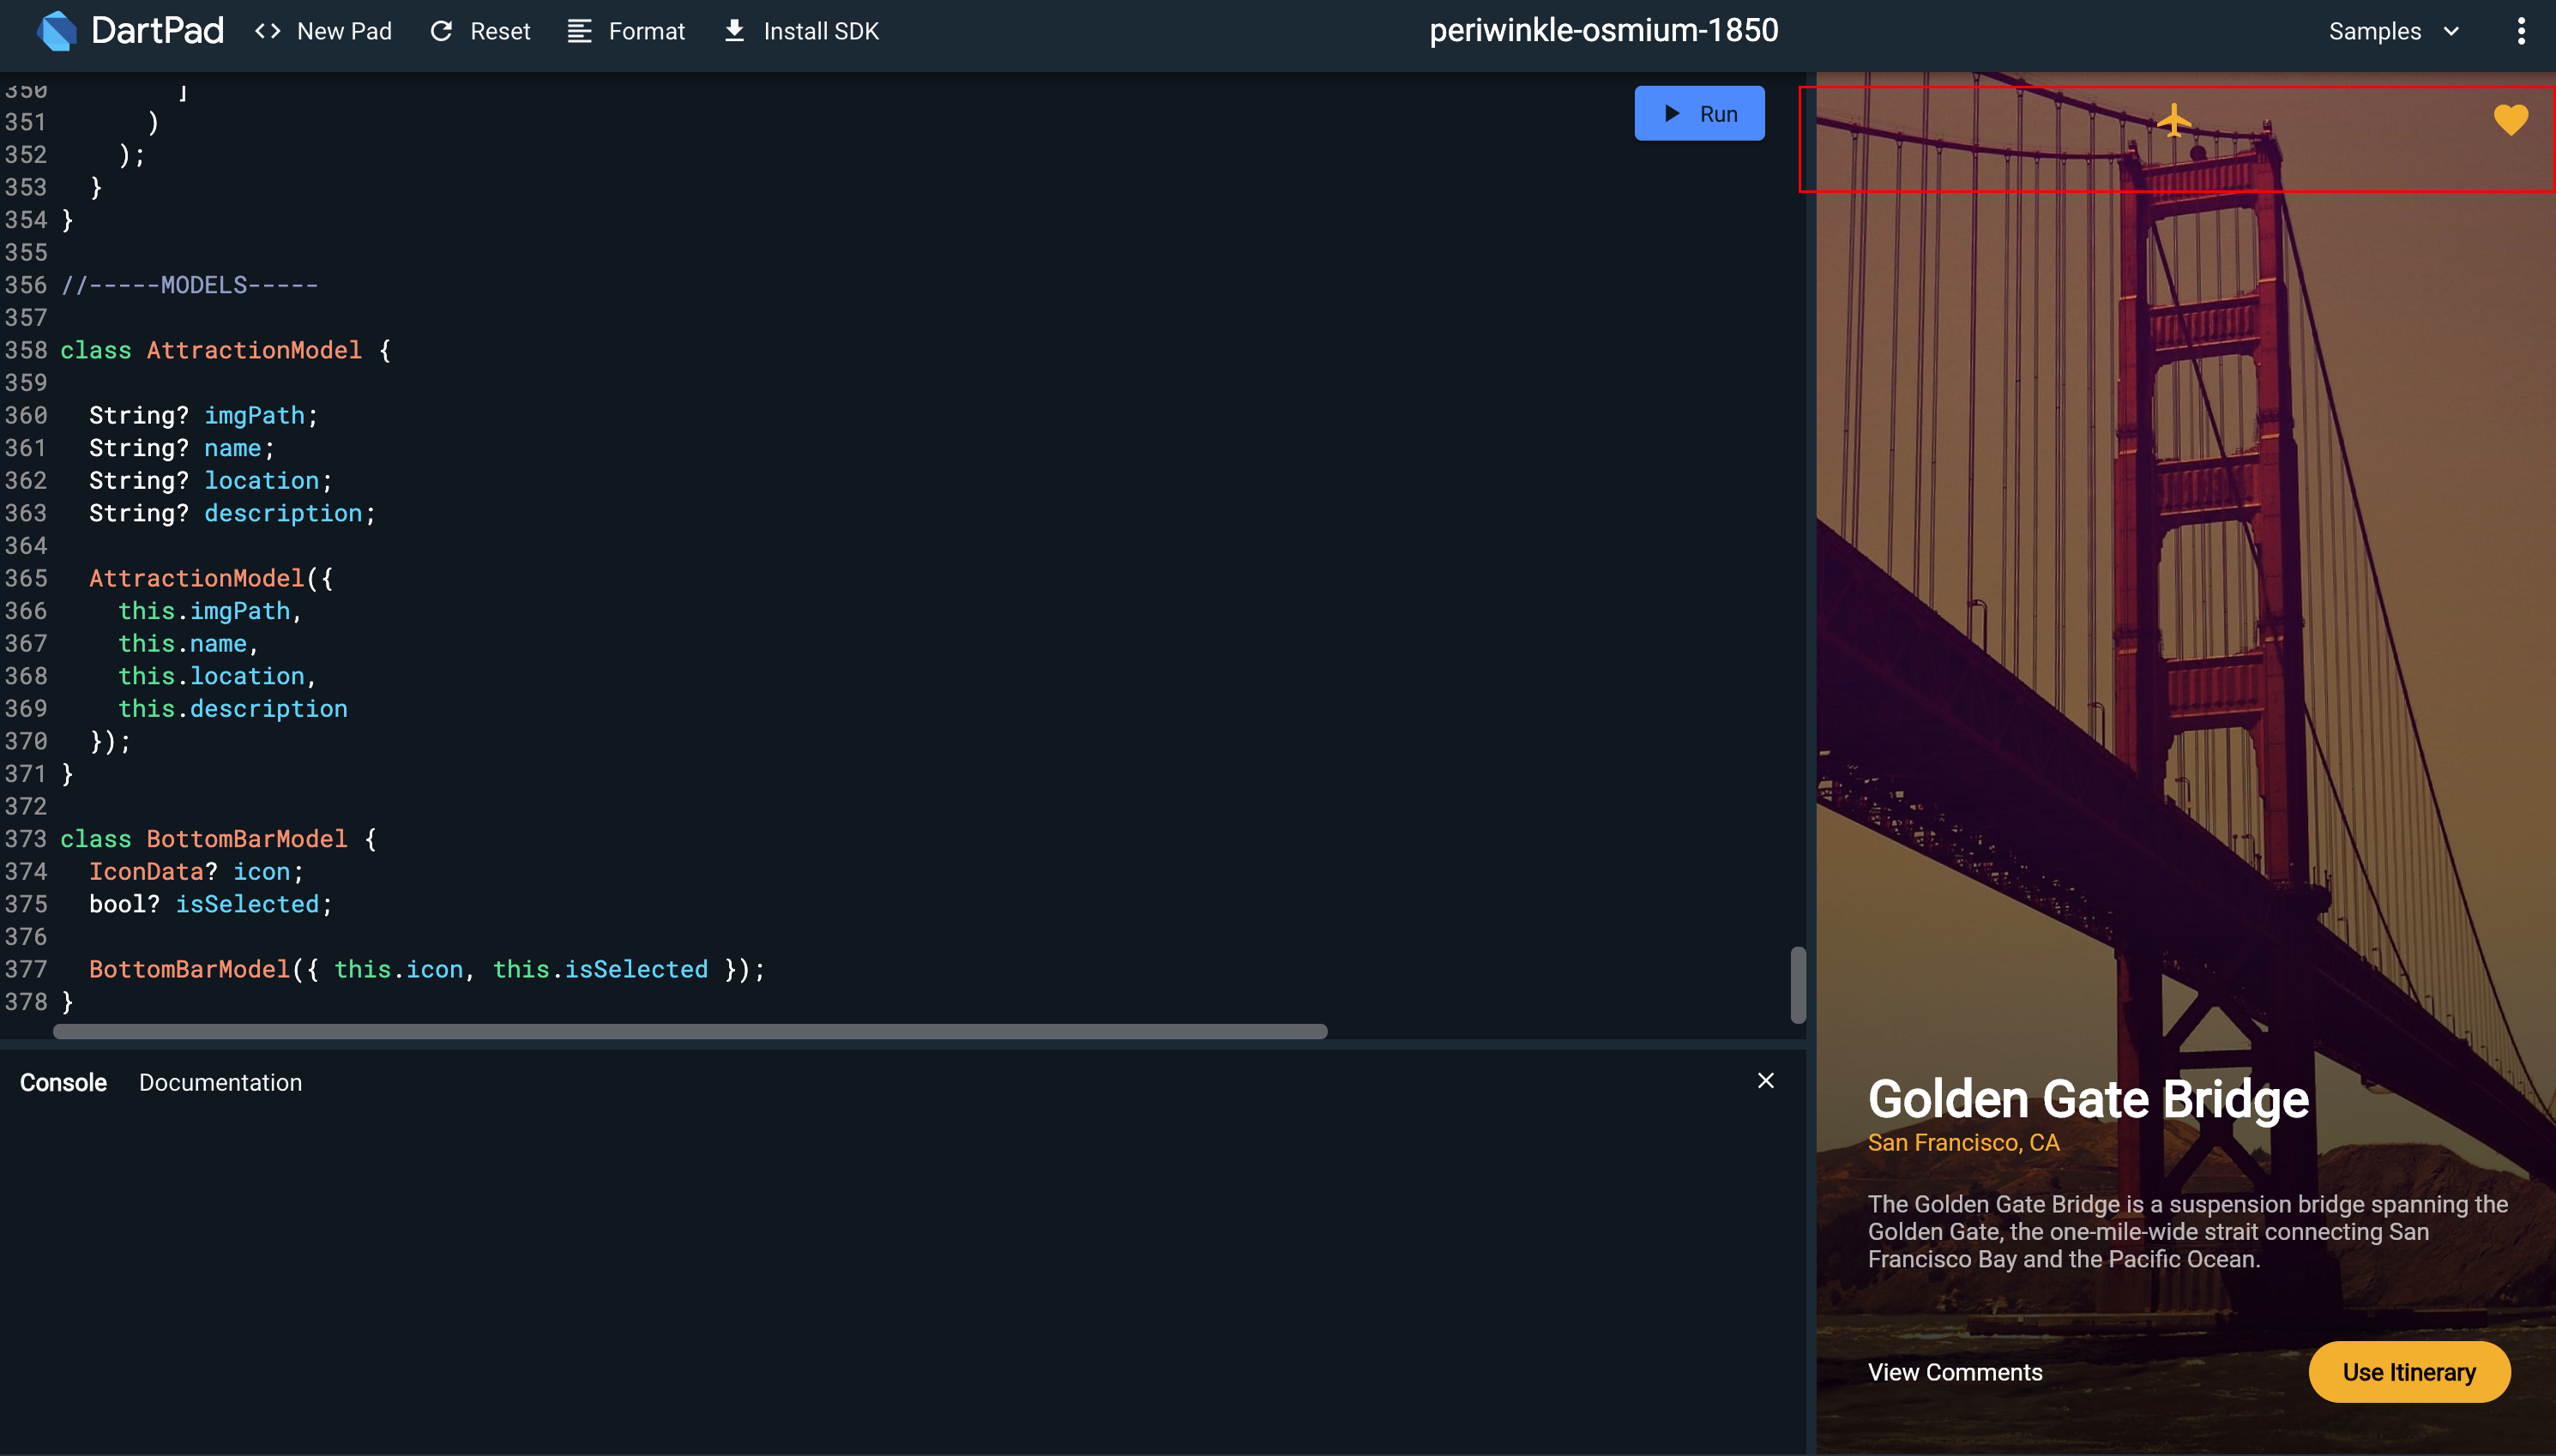 DartPad
<> New Pad
Reset
Format
Install SDK
periwinkle-osmium-1850
Samples
350 ]
351 )
352 );
353 }
354 }
355
356 //-----MODELS-----
357
358 class AttractionModel {
359
360 String? imgPath;
361 String? name;
362 String? location;
363 String? description;
364
365 AttractionModel({
366 this.imgPath,
367 this.name,
368 this.location,
369 this.description
370 });
371 }
372
373 class BottomBarModel {
374 IconData? icon;
375 bool? isSelected;
376
377 BottomBarModel({ this.icon, this.isSelected });
378 }
Run
Console
Documentation
Golden Gate Bridge
San Francisco, CA
The Golden Gate Bridge is a suspension bridge spanning the
Golden Gate, the one-mile-wide strait connecting San
Francisco Bay and the Pacific Ocean.
View Comments
Use Itinerary